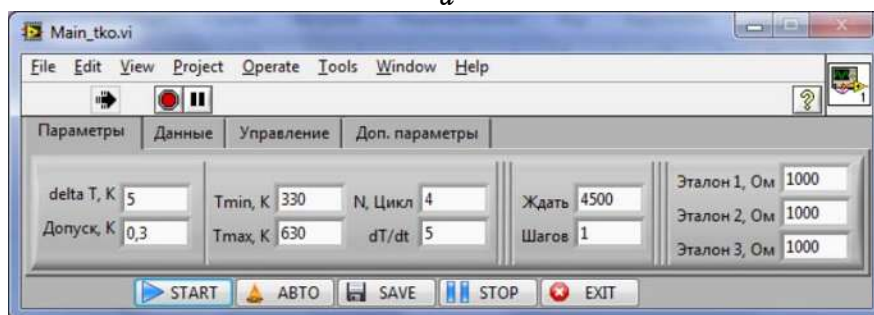 а
Main_tko.vi
File Edit View Project Operate Tools Window Help
1
Параметры Данные Управление Доп. параметры
delta T, K 5 Tmin, K 330 N, Цикл 4 Ждать 4500 Эталон 1, Ом 1000
Допуск, K 0,3 Tmax, K 630 dT/dt 5 Шагов 1 Эталон 2, Ом 1000
Эталон 3, Ом 1000
START АВТО SAVE STOP EXIT